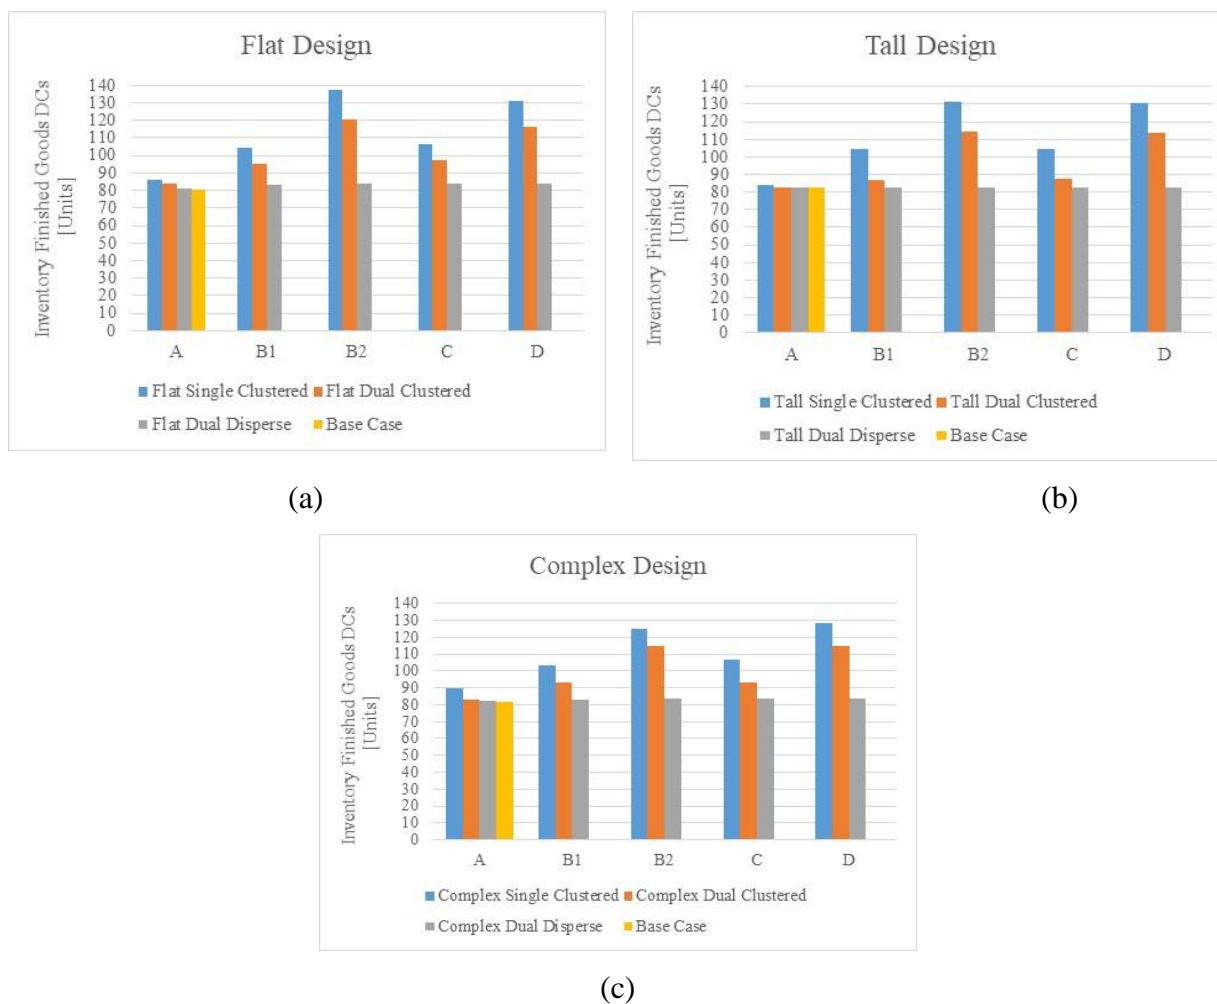 Flat Design
Inventory Finished Goods DCs
[Units]
140
130
120
110
100
90
80
70
60
50
40
30
20
10
0
A B1 B2 C D
Flat Single Clustered Flat Dual Clustered
Flat Dual Disperse Base Case
(a)
Tall Design
Inventory Finished Goods DCs
[Units]
140
130
120
110
100
90
80
70
60
50
40
30
20
10
0
A B1 B2 C D
Tall Single Clustered Tall Dual Clustered
Tall Dual Disperse Base Case
(b)
Complex Design
Inventory Finished Goods DCs
[Units]
140
130
120
110
100
90
80
70
60
50
40
30
20
10
0
A B1 B2 C D
Complex Single Clustered Complex Dual Clustered
Complex Dual Disperse Base Case
(c)